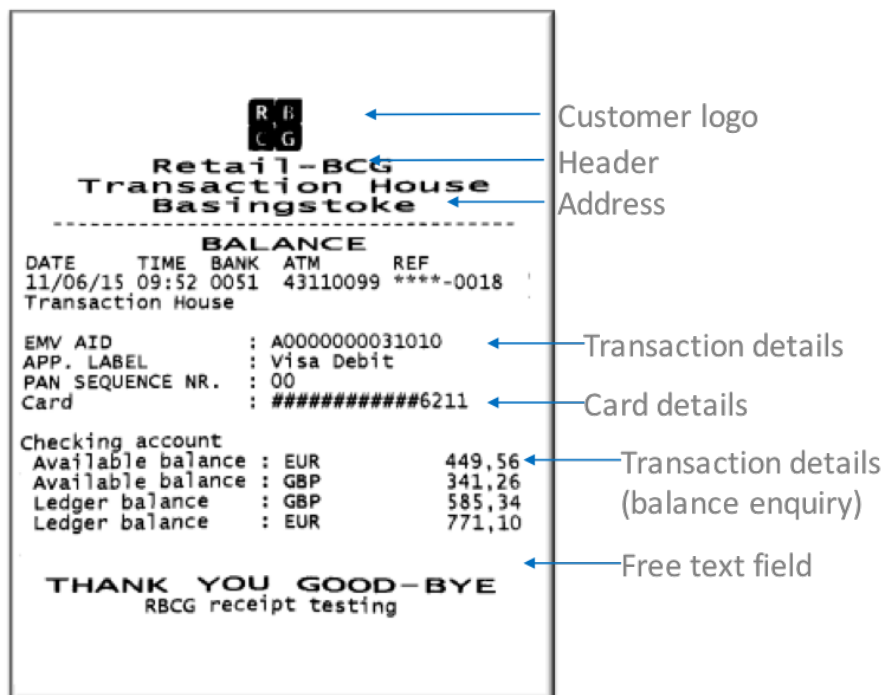 R B
C G
Customer logo
Retail-BCG
Header
Transaction House
Basingstoke
Address
--------------------------------------
BALANCE
DATE TIME BANK ATM REF
11/06/15 09:52 0051 43110099 ****-0018
Transaction House
EMV AID : A0000000031010
Transaction details
APP. LABEL : Visa Debit
PAN SEQUENCE NR. : 00
Card : ############6211
Card details
Checking account
Available balance : EUR 449,56
Transaction details
(balance enquiry)
Available balance : GBP 341,26
Ledger balance : GBP 585,34
Ledger balance : EUR 771,10
Free text field
THANK YOU GOOD-BYE
RBCG receipt testing